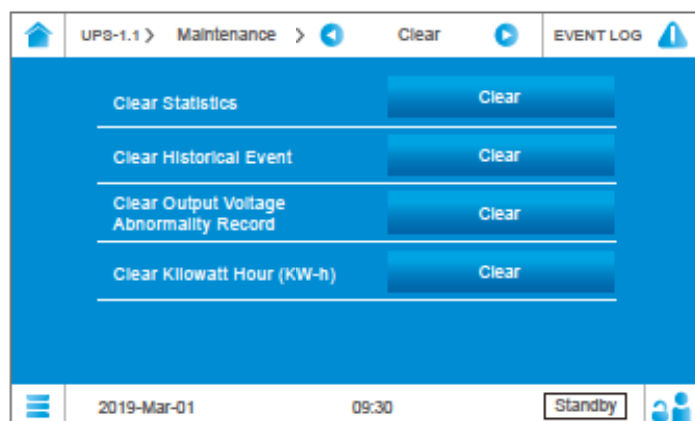 UPS-1.1 > Maintenance > Clear EVENT LOG
Clear Statistics Clear
Clear Historical Event Clear
Clear Output Voltage
Abnormality Record Clear
Clear Kilowatt Hour (KW-h) Clear
2019-Mar-01 09:30 Standby